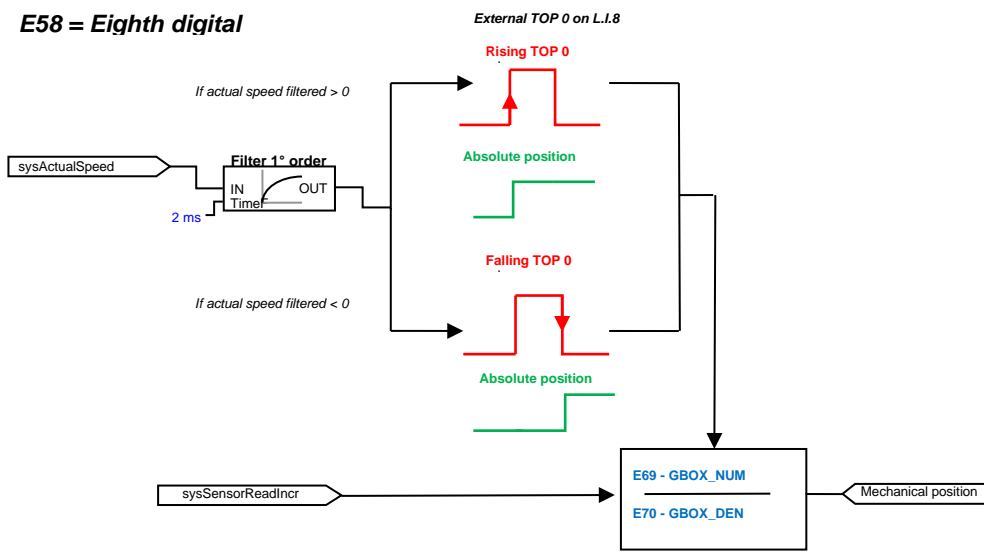 E58 = Eighth digital
External TOP 0 on L.I.8
Rising TOP 0
If actual speed filtered > 0
Absolute position
sysActualSpeed
Filter 1° order
IN
OUT
Timer
2 ms
Falling TOP 0
If actual speed filtered < 0
Absolute position
E69 - GBOX_NUM
sysSensorReadIncr
Mechanical position
E70 - GBOX_DEN